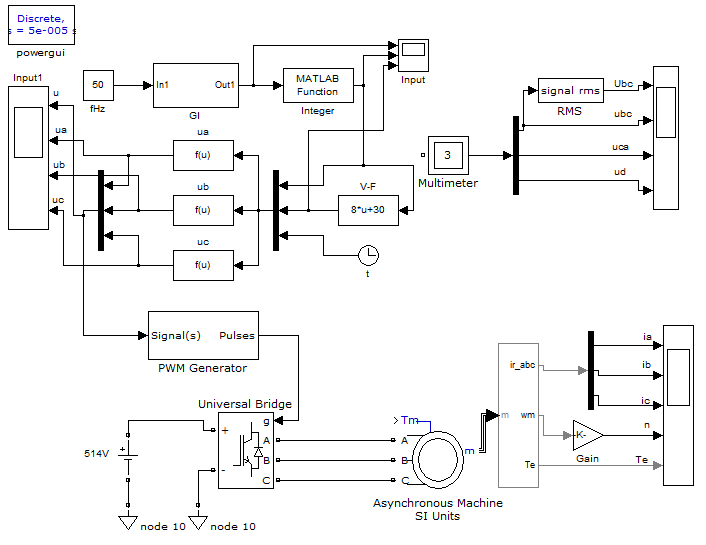 Discrete,
s = 5e-005 s
powergui
Input1
u
ua
ub
uc
50
fHz
In1
Out1
GI
MATLAB
Function
Integer
Input
ua
f(u)
ub
f(u)
uc
f(u)
V-F
8*u+30
t
3
Multimeter
signal rms
RMS
Ubc
ubc
uca
ud
Signal(s)
Pulses
PWM Generator
Universal Bridge
g
+
A
B
-
C
514V
+
node 10
node 10
Tm
A
B
C
m
Asynchronous Machine
SI Units
m
ir_abc
wm
Te
-K-
Gain
ia
ib
ic
n
Te